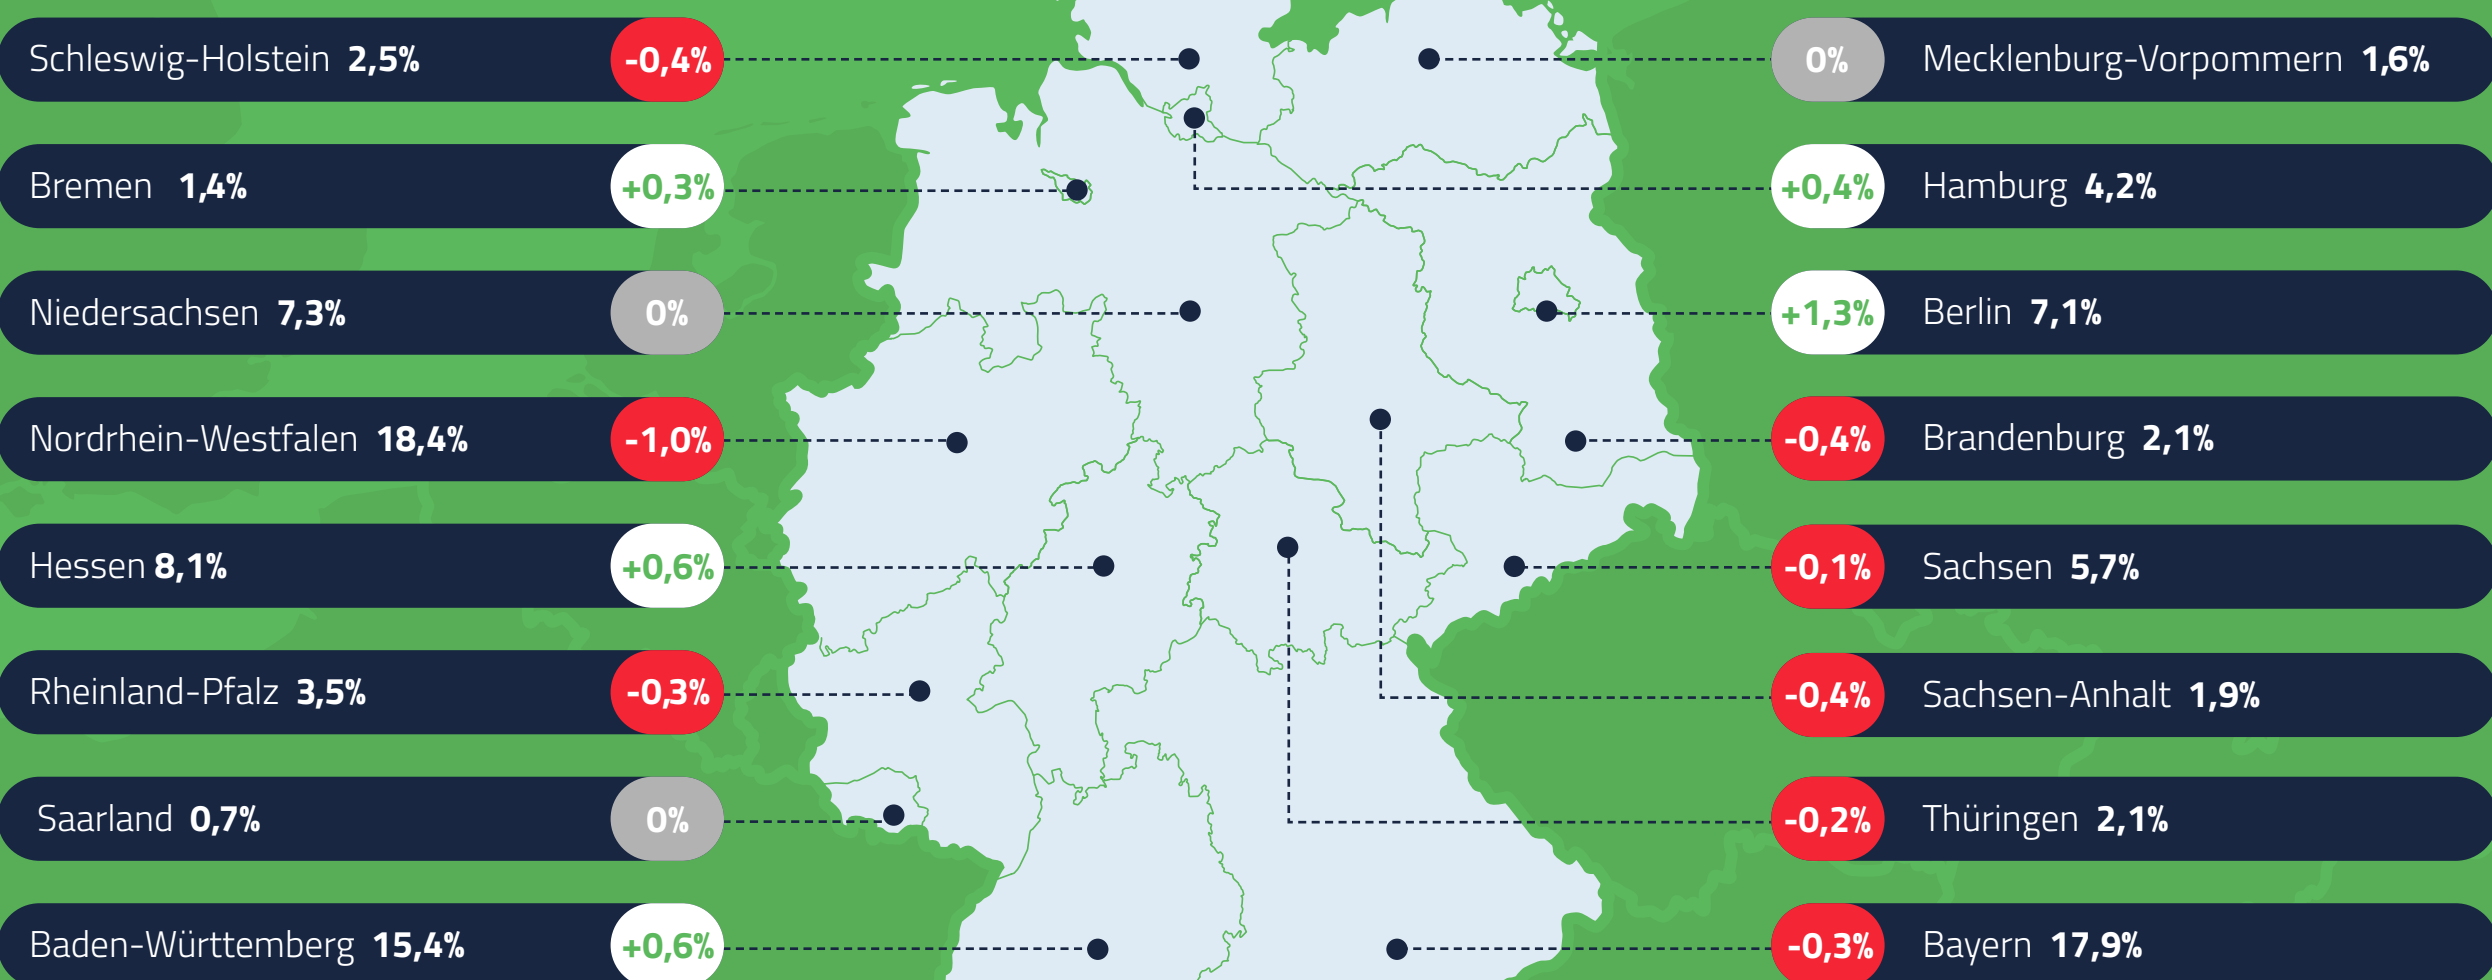 Schleswig-Holstein 2,5% -0,4%
Bremen 1,4% +0,3%
Niedersachsen 7,3% 0%
Nordrhein-Westfalen 18,4% -1,0%
Hessen 8,1% +0,6%
Rheinland-Pfalz 3,5% -0,3%
Saarland 0,7% 0%
Baden-Württemberg 15,4% +0,6%
0% Mecklenburg-Vorpommern 1,6%
+0,4% Hamburg 4,2%
+1,3% Berlin 7,1%
-0,4% Brandenburg 2,1%
-0,1% Sachsen 5,7%
-0,4% Sachsen-Anhalt 1,9%
-0,2% Thüringen 2,1%
-0,3% Bayern 17,9%